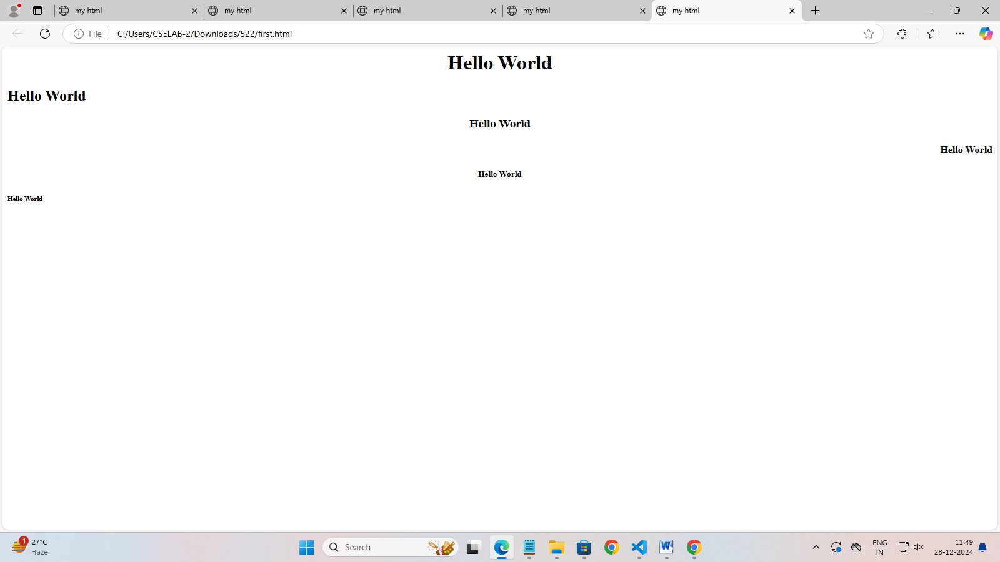 my html
my html
my html
my html
my html
File
C:/Users/CSELAB-2/Downloads/522/first.html
Hello World
Hello World
Hello World
Hello World
Hello World
Hello World
1
27°C
Haze
Search
W
ENG
IN
11:49
28-12-2024